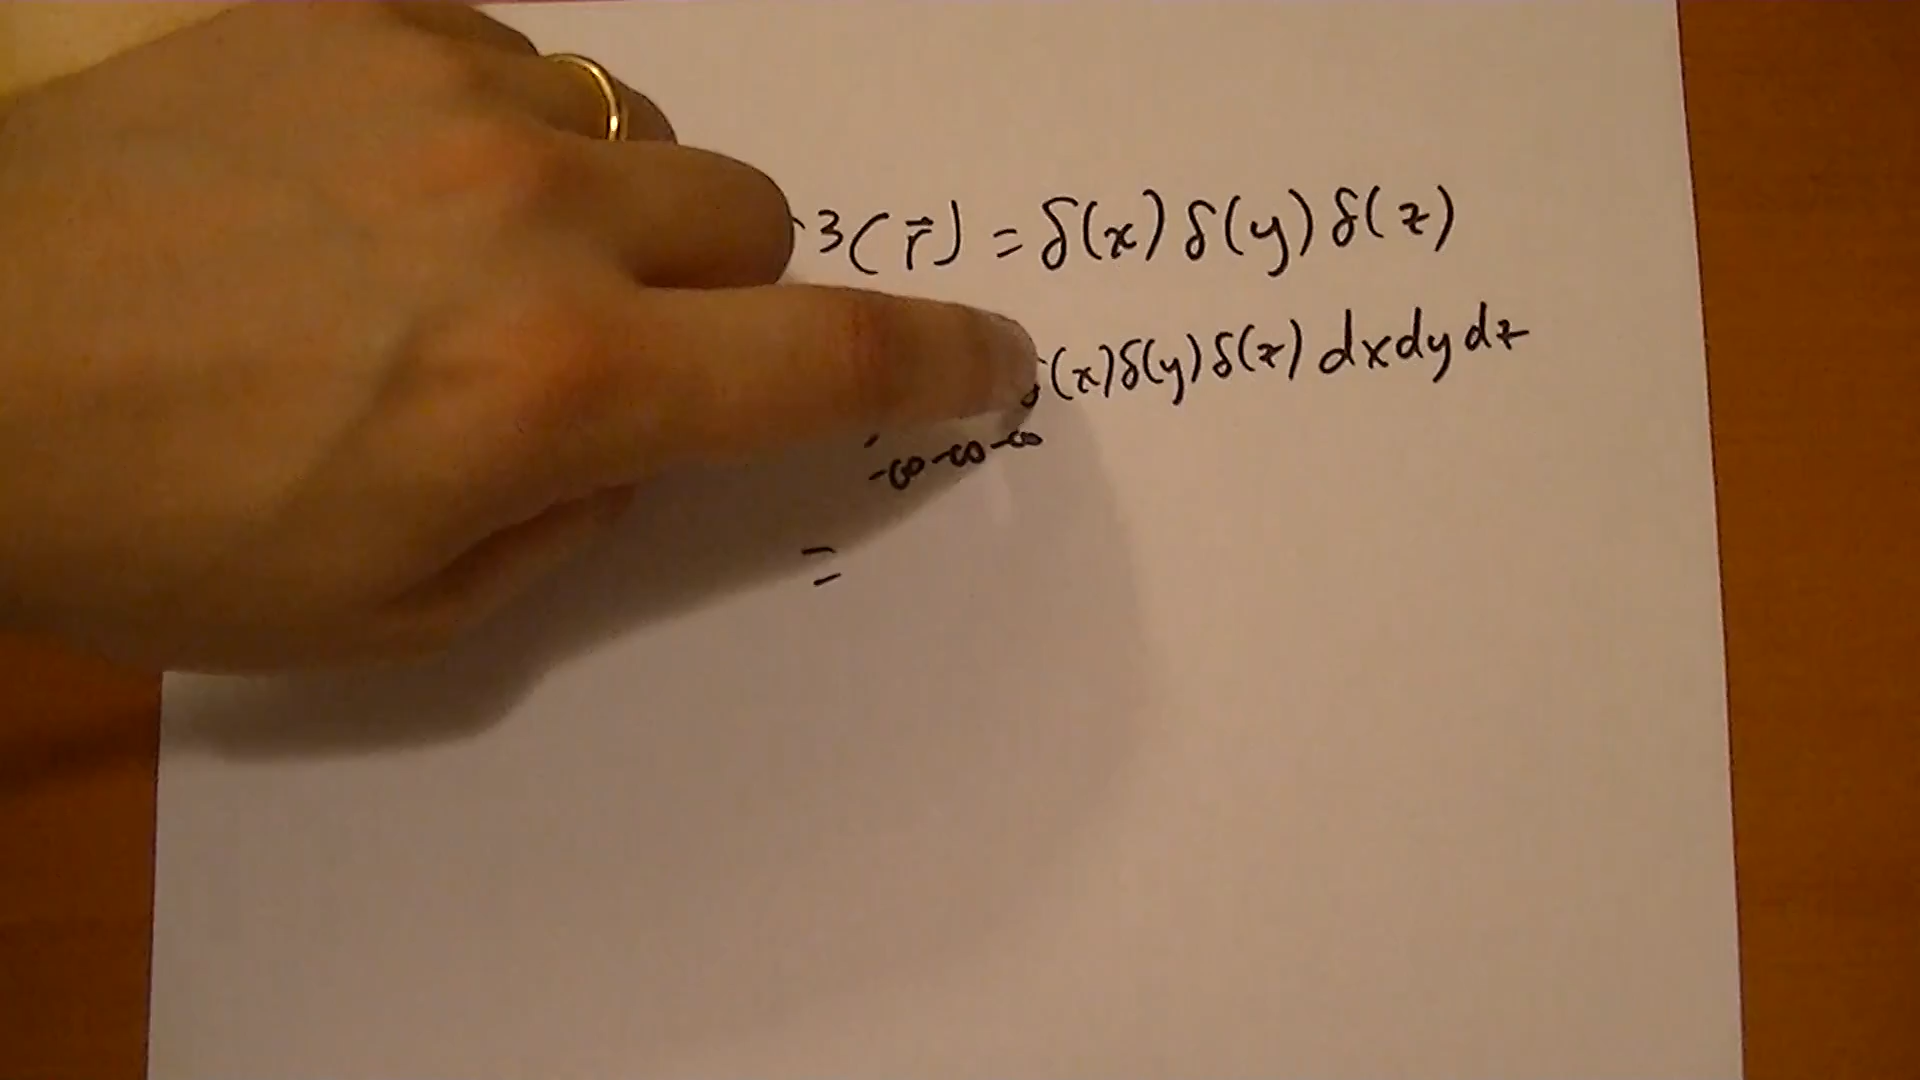 ³(r⃗) = δ(x) δ(y) δ(z)
(x)δ(y)δ(z) dxdydz
-∞ -∞ -∞
=